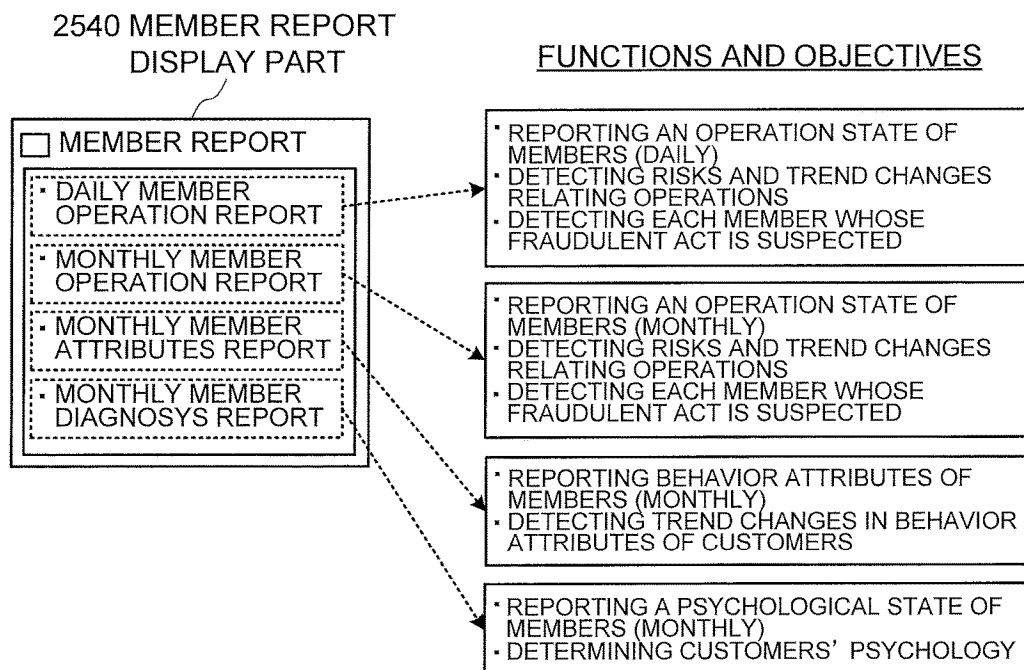 2540 MEMBER REPORT
DISPLAY PART
FUNCTIONS AND OBJECTIVES
MEMBER REPORT
・DAILY MEMBER
OPERATION REPORT
・MONTHLY MEMBER
OPERATION REPORT
・MONTHLY MEMBER
ATTRIBUTES REPORT
・MONTHLY MEMBER
DIAGNOSYS REPORT
・REPORTING AN OPERATION STATE OF
MEMBERS (DAILY)
・DETECTING RISKS AND TREND CHANGES
RELATING OPERATIONS
・DETECTING EACH MEMBER WHOSE
FRAUDULENT ACT IS SUSPECTED
・REPORTING AN OPERATION STATE OF
MEMBERS (MONTHLY)
・DETECTING RISKS AND TREND CHANGES
RELATING OPERATIONS
・DETECTING EACH MEMBER WHOSE
FRAUDULENT ACT IS SUSPECTED
・REPORTING BEHAVIOR ATTRIBUTES OF
MEMBERS (MONTHLY)
・DETECTING TREND CHANGES IN BEHAVIOR
ATTRIBUTES OF CUSTOMERS
・REPORTING A PSYCHOLOGICAL STATE OF
MEMBERS (MONTHLY)
・DETERMINING CUSTOMERS’ PSYCHOLOGY